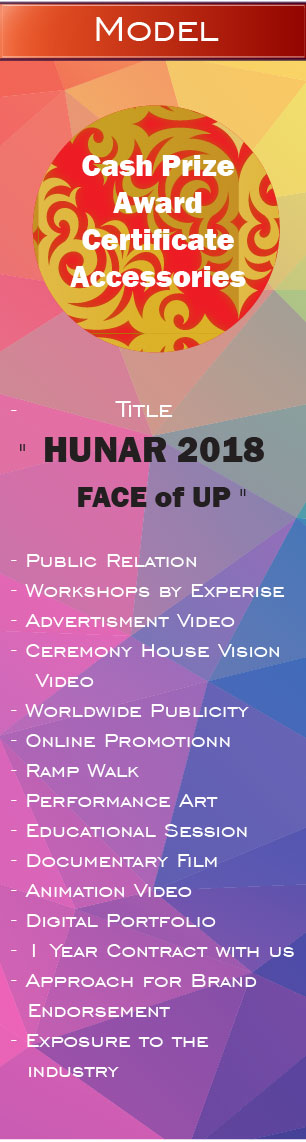 Model
Cash Prize
Award
Certificate
Accessories
- Title
" HUNAR 2018
FACE of UP "
- Public Relation
- Workshops by Experise
- Advertisment Video
- Ceremony House Vision
Video
- Worldwide Publicity
- Online Promotionn
- Ramp Walk
- Performance Art
- Educational Session
- Documentary Film
- Animation Video
- Digital Portfolio
- 1 Year Contract with us
- Approach for Brand
Endorsement
- Exposure to the
industry